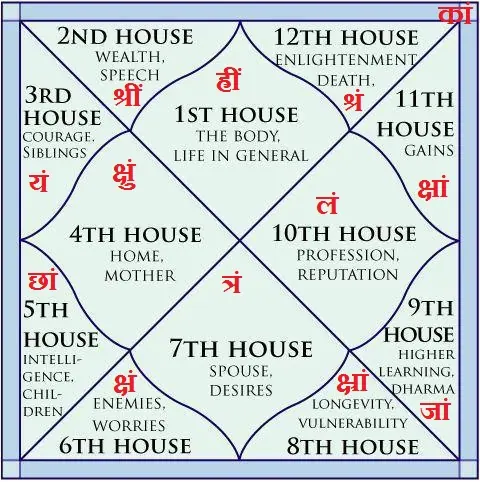 कां
2ND HOUSE
WEALTH,
SPEECH
श्रीं
12TH HOUSE
ENLIGHTENMENT
DEATH,
श्रं
हीं
1ST HOUSE
THE BODY,
LIFE IN GENERAL
3RD
HOUSE
COURAGE,
SIBLINGS
यं
11TH
HOUSE
GAINS
क्षां
क्षुं
4TH HOUSE
HOME,
MOTHER
लं
10TH HOUSE
PROFESSION,
REPUTATION
छां
5TH
HOUSE
INTELLI-
GENCE,
CHIL-
DREN
त्रं
7TH HOUSE
SPOUSE,
DESIRES
9TH
HOUSE
HIGHER
LEARNING,
DHARMA
जां
क्षं
ENEMIES,
WORRIES
6TH HOUSE
क्षां
LONGEVITY,
VULNERABILITY
8TH HOUSE